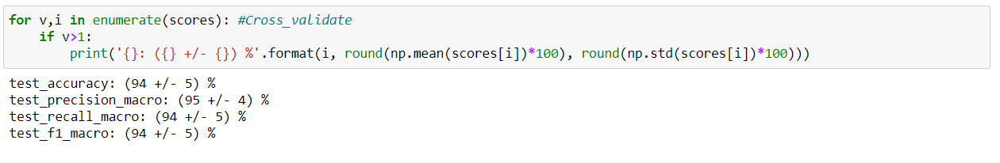 for v,i in enumerate(scores): #Cross_validate
    if v>1:
        print('{}: ({} +/- {}) %'.format(i, round(np.mean(scores[i])*100), round(np.std(scores[i])*100)))
test_accuracy: (94 +/- 5) %
test_precision_macro: (95 +/- 4) %
test_recall_macro: (94 +/- 5) %
test_f1_macro: (94 +/- 5) %